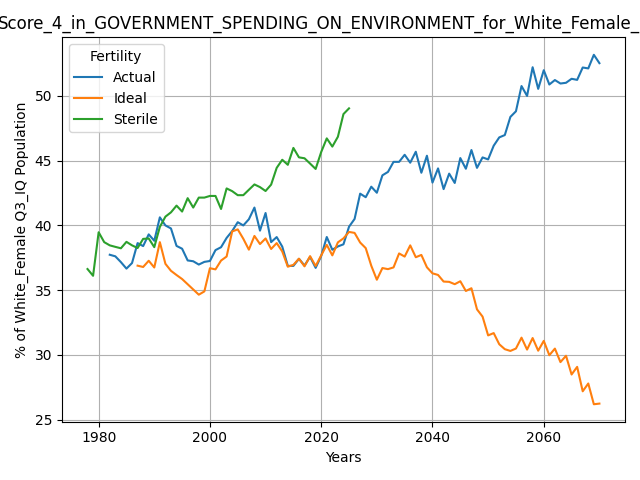 Score_4_in_GOVERNMENT_SPENDING_ON_ENVIRONMENT_for_White_Female_
Fertility
Actual
Ideal
Sterile
% of White_Female Q3_IQ Population
50
45
40
35
30
25
1980
2000
2020
2040
2060
Years